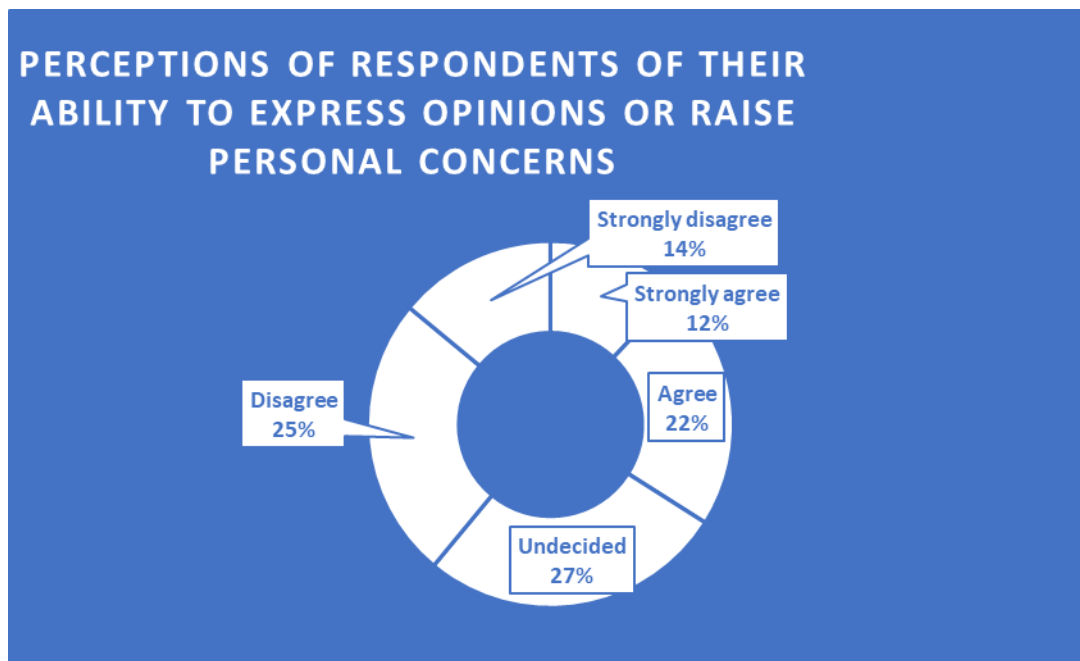 PERCEPTIONS OF RESPONDENTS OF THEIR
ABILITY TO EXPRESS OPINIONS OR RAISE
PERSONAL CONCERNS
Strongly disagree
14%
Strongly agree
12%
Agree
22%
Disagree
25%
Undecided
27%